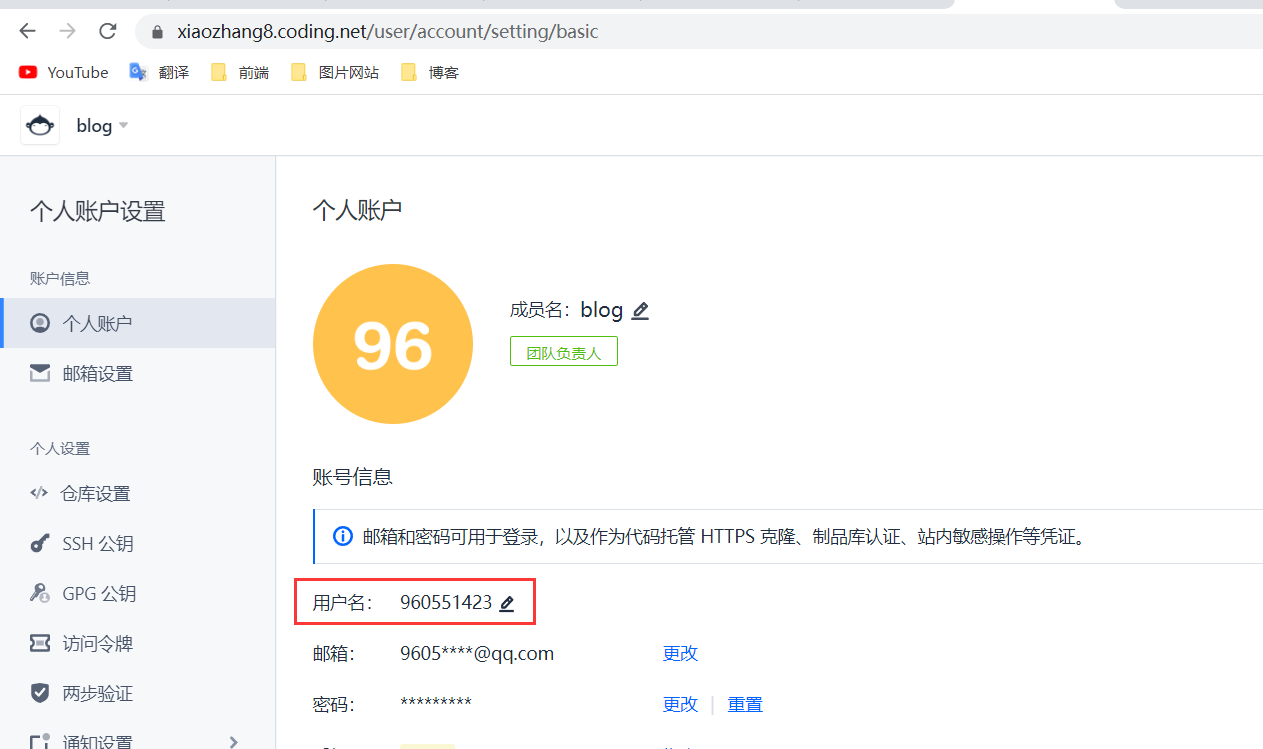 xiaozhang8.coding.net/user/account/setting/basic
YouTube 翻译 前端 图片网站 博客
blog
个人账户设置
账户信息
个人账户
邮箱设置
个人设置
仓库设置
SSH 公钥
GPG 公钥
访问令牌
两步验证
通知设置
个人账户
96
成员名：blog
团队负责人
账号信息
邮箱和密码可用于登录，以及作为代码托管 HTTPS 克隆、制品库认证、站内敏感操作等凭证。
用户名： 960551423
邮箱： 9605****@qq.com 更改
密码： ********* 更改 | 重置